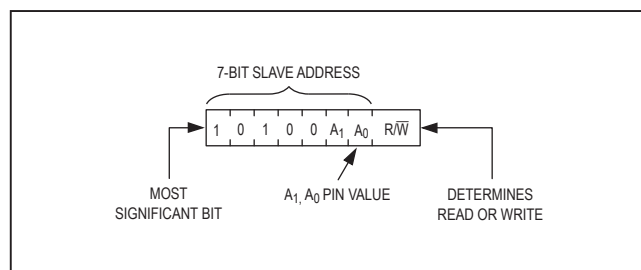 7-BIT SLAVE ADDRESS
1 0 1 0 0 A1 A0 R/W̅
MOST
SIGNIFICANT BIT
A1, A0 PIN VALUE
DETERMINES
READ OR WRITE